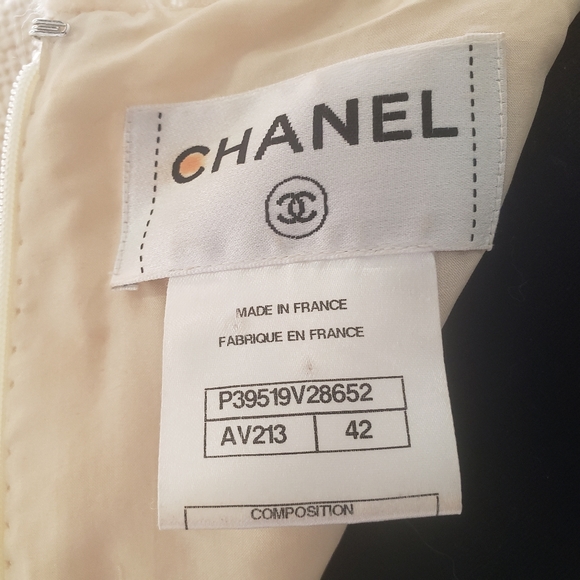 CHANEL
MADE IN FRANCE
FABRIQUE EN FRANCE
P39519V28652
AV213 42
COMPOSITION